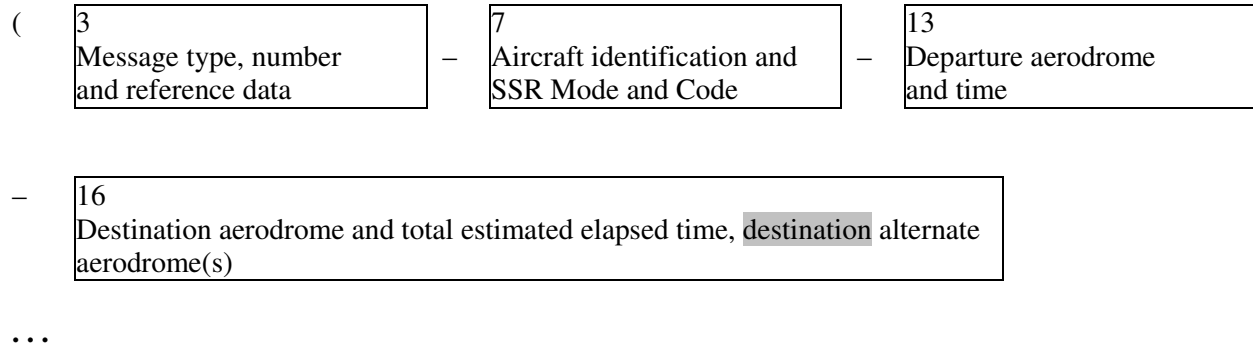 ( 3 7 13
Message type, number – Aircraft identification and – Departure aerodrome
and reference data SSR Mode and Code and time
– 16
Destination aerodrome and total estimated elapsed time, destination alternate
aerodrome(s)
...